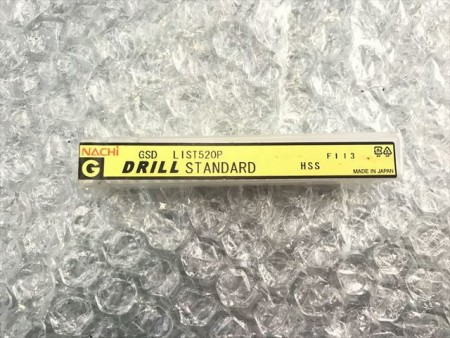 NACHi GSD LIST520P F113
G DRILL STANDARD HSS MADE IN JAPAN